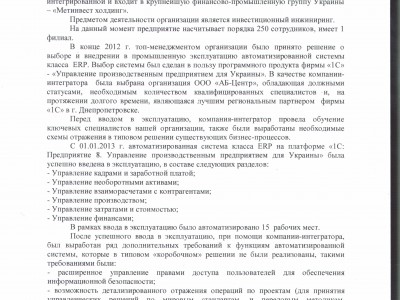 интегрированной и входит в крупнейшую финансово-промышленную группу Украины
– «Метинвест холдинг».
Предметом деятельности организация является инвестиционный инжиниринг.
На данный момент предприятие насчитывает порядка 250 сотрудников, имеет 1
филиал.
В конце 2012 г. топ-менеджментом организации было принято решение о
выборе и внедрении в промышленную эксплуатацию автоматизированной системы
класса ERP. Выбор системы был сделан в пользу программного продукта фирмы «1С»
- «Управление производственным предприятием для Украины». В качестве компании-
интегратора была выбрана организация ООО «АБ-Центр», обладающая должными
статусами, необходимым количеством квалифицированных специалистов и, на
протяжении долгого времени, являющаяся лучшим региональным партнером фирмы
«1С» в г. Днепропетровске.
Перед вводом в эксплуатацию, компания-интегратор провела обучение
ключевых специалистов нашей организации, также были выработаны необходимые
схемы отражения в типовом решении существующих бизнес-процессов.
С 01.01.2013 г. автоматизированная система класса ERP на платформе «1С:
Предприятие 8. Управление производственным предприятием для Украины» была
успешно введена в эксплуатацию, в составе следующих разделов:
- Управление кадрами и заработной платой;
- Управление необоротными активами;
- Управление взаиморасчетами с контрагентами;
- Управление производством;
- Управление затратами и стоимостью;
- Управление финансами;
В рамках ввода в эксплуатацию было автоматизировано 15 рабочих мест.
После успешного ввода в эксплуатацию, при помощи компании-интегратора,
был выработан ряд дополнительных требований к функциям автоматизированной
системы, которые в типовом «коробочном» решении не были реализованы, такими
требованиями были:
- расширенное управление правами доступа пользователей для обеспечения
информационной безопасности;
- возможность детализированного отражения операций по проектам (для принятия
управленческих решений по мировым стандартам и передовым методикам